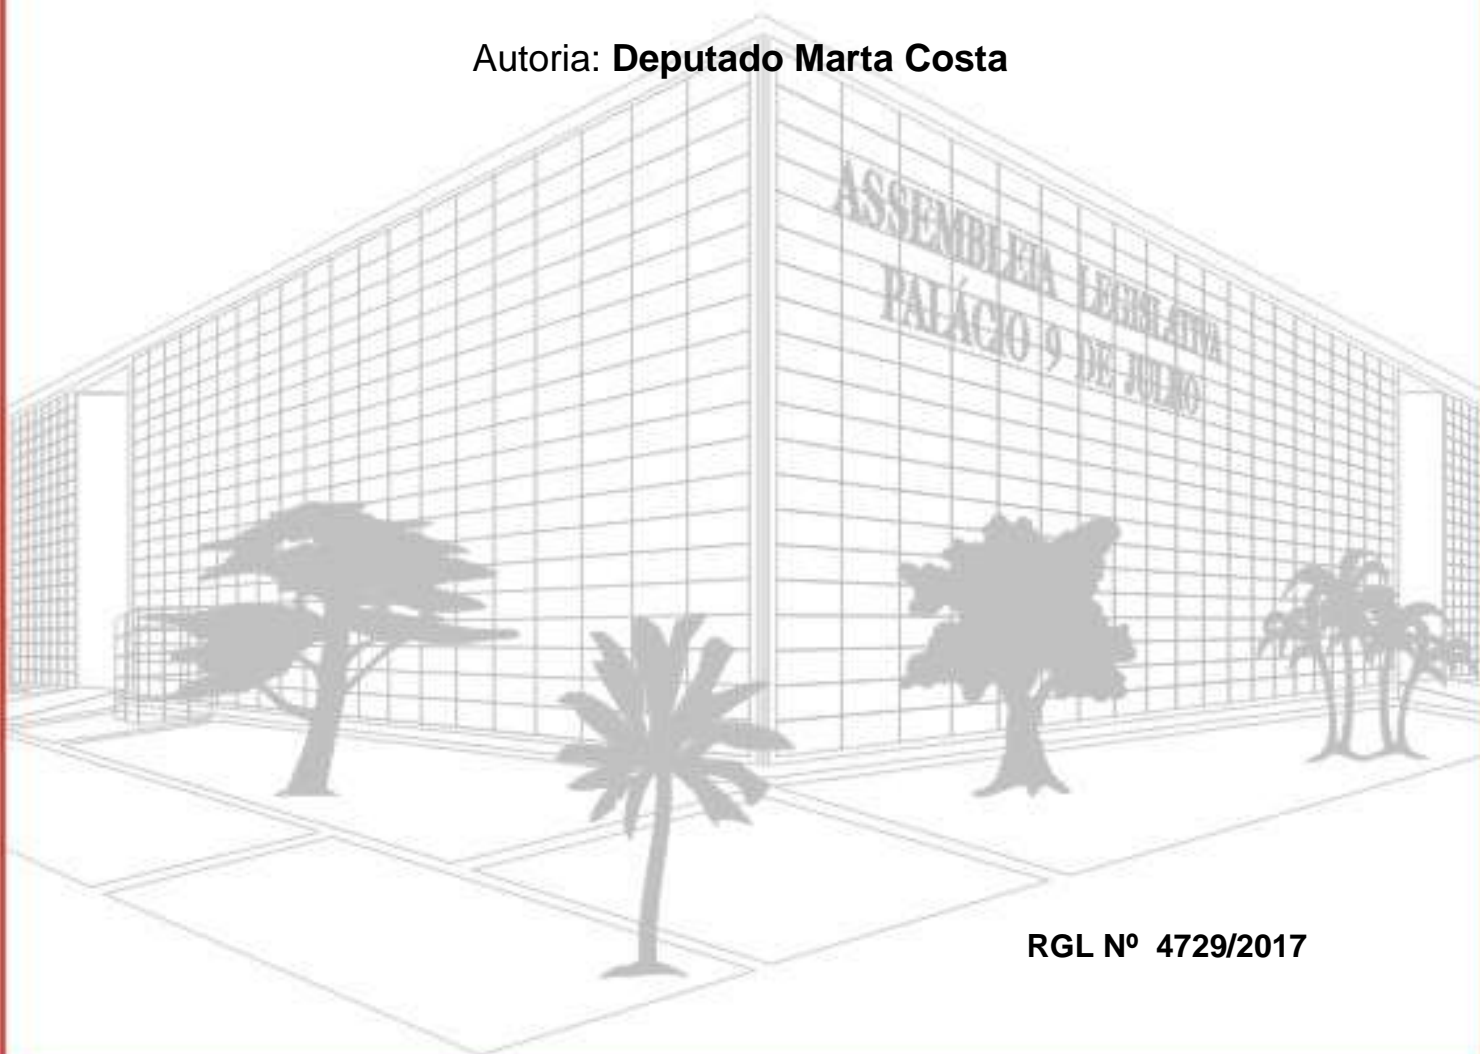 Autoria: Deputado Marta Costa
ASSEMBLEIA LEGISLATIVA
PALÁCIO 9 DE JULHO
RGL Nº 4729/2017